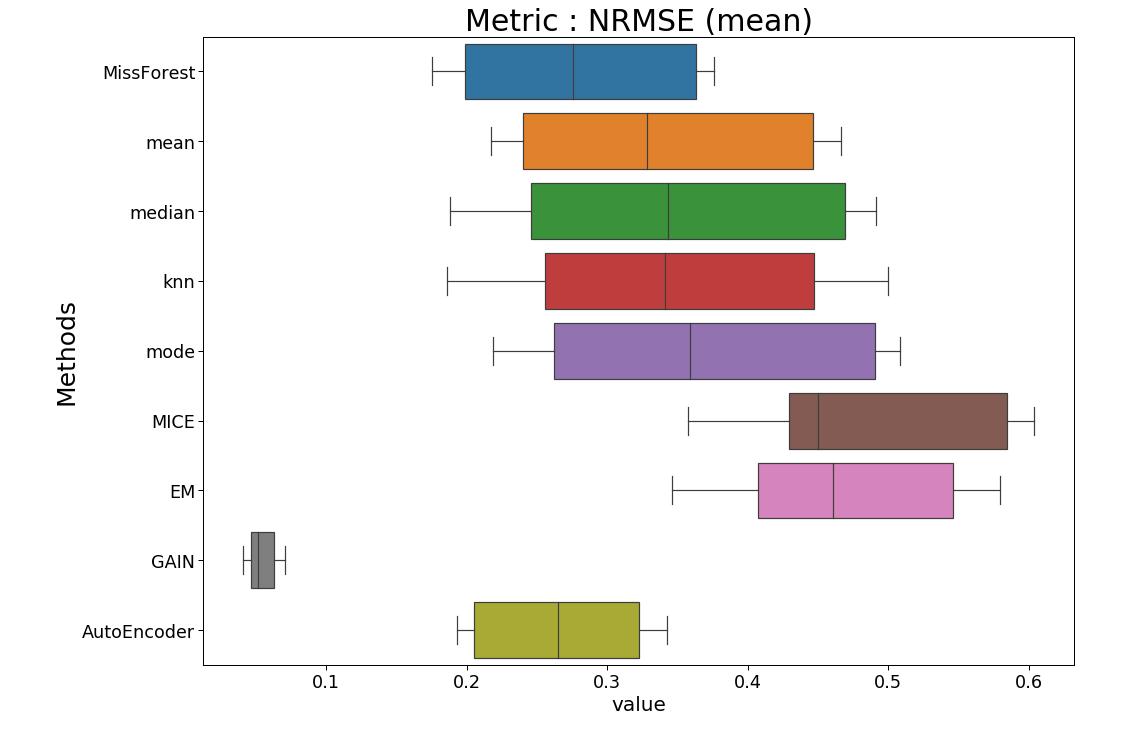 Metric : NRMSE (mean)
MissForest
mean
median
knn
mode
MICE
EM
GAIN
AutoEncoder
Methods
0.1 0.2 0.3 0.4 0.5 0.6
value